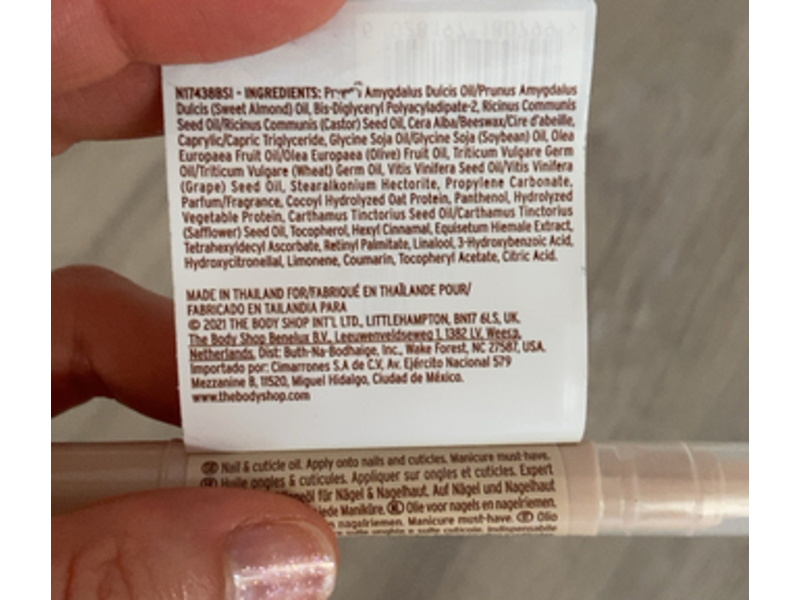 N17438BSI - INGREDIENTS: Amygdalus Dulcis Oil/Prunus Amygdalus
Dulcis (Sweet Almond) Oil, Bis-Diglyceryl Polyacyladipate-2, Ricinus Communis
Seed Oil/Ricinus Communis (Castor) Seed Oil, Cera Alba/Beeswax/Cire d'abeille,
Caprylic/Capric Triglyceride, Glycine Soja Oil/Glycine Soja (Soybean) Oil, Olea
Europaea Fruit Oil/Olea Europaea (Olive) Fruit Oil, Triticum Vulgare Germ
Oil/Triticum Vulgare (Wheat) Germ Oil, Vitis Vinifera Seed Oil/Vitis Vinifera
(Grape) Seed Oil, Stearalkonium Hectorite, Propylene Carbonate,
Parfum/Fragrance, Cocoyl Hydrolyzed Oat Protein, Panthenol, Hydrolyzed
Vegetable Protein, Carthamus Tinctorius Seed Oil/Carthamus Tinctorius
(Safflower) Seed Oil, Tocopherol, Hexyl Cinnamal, Equisetum Hiemale Extract,
Tetrahexyldecyl Ascorbate, Retinyl Palmitate, Linalool, 3-Hydroxybenzoic Acid,
Hydroxycitronellal, Limonene, Coumarin, Tocopheryl Acetate, Citric Acid.
MADE IN THAILAND FOR/FABRIQUÉ EN THAÏLANDE POUR/
FABRICADO EN TAILANDIA PARA
© 2021 THE BODY SHOP INT'L LTD., LITTLEHAMPTON, BN17 6LS, UK.
The Body Shop Benelux B.V., Leeuwenveldseweg 1, 1382 LV, Weesp,
Netherlands. Dist: Buth-Na-Bodhaige, Inc., Wake Forest, NC 27587, USA.
Importado por: Cimarrones S.A de C.V, Av. Ejército Nacional 579
Mezzanine B, 11520, Miguel Hidalgo, Ciudad de México.
www.thebodyshop.com
GB Nail & cuticle oil. Apply onto nails and cuticles. Manicure must-have.
Huile ongles & cuticules. Appliquer sur ongles et cuticules. Expert
für Nägel & Nagelhaut. Auf Nägel und Nagelhaut
Maniküre. Olie voor nagels en nagelriemen.
nagelriemen. Manicure must-have. Olio